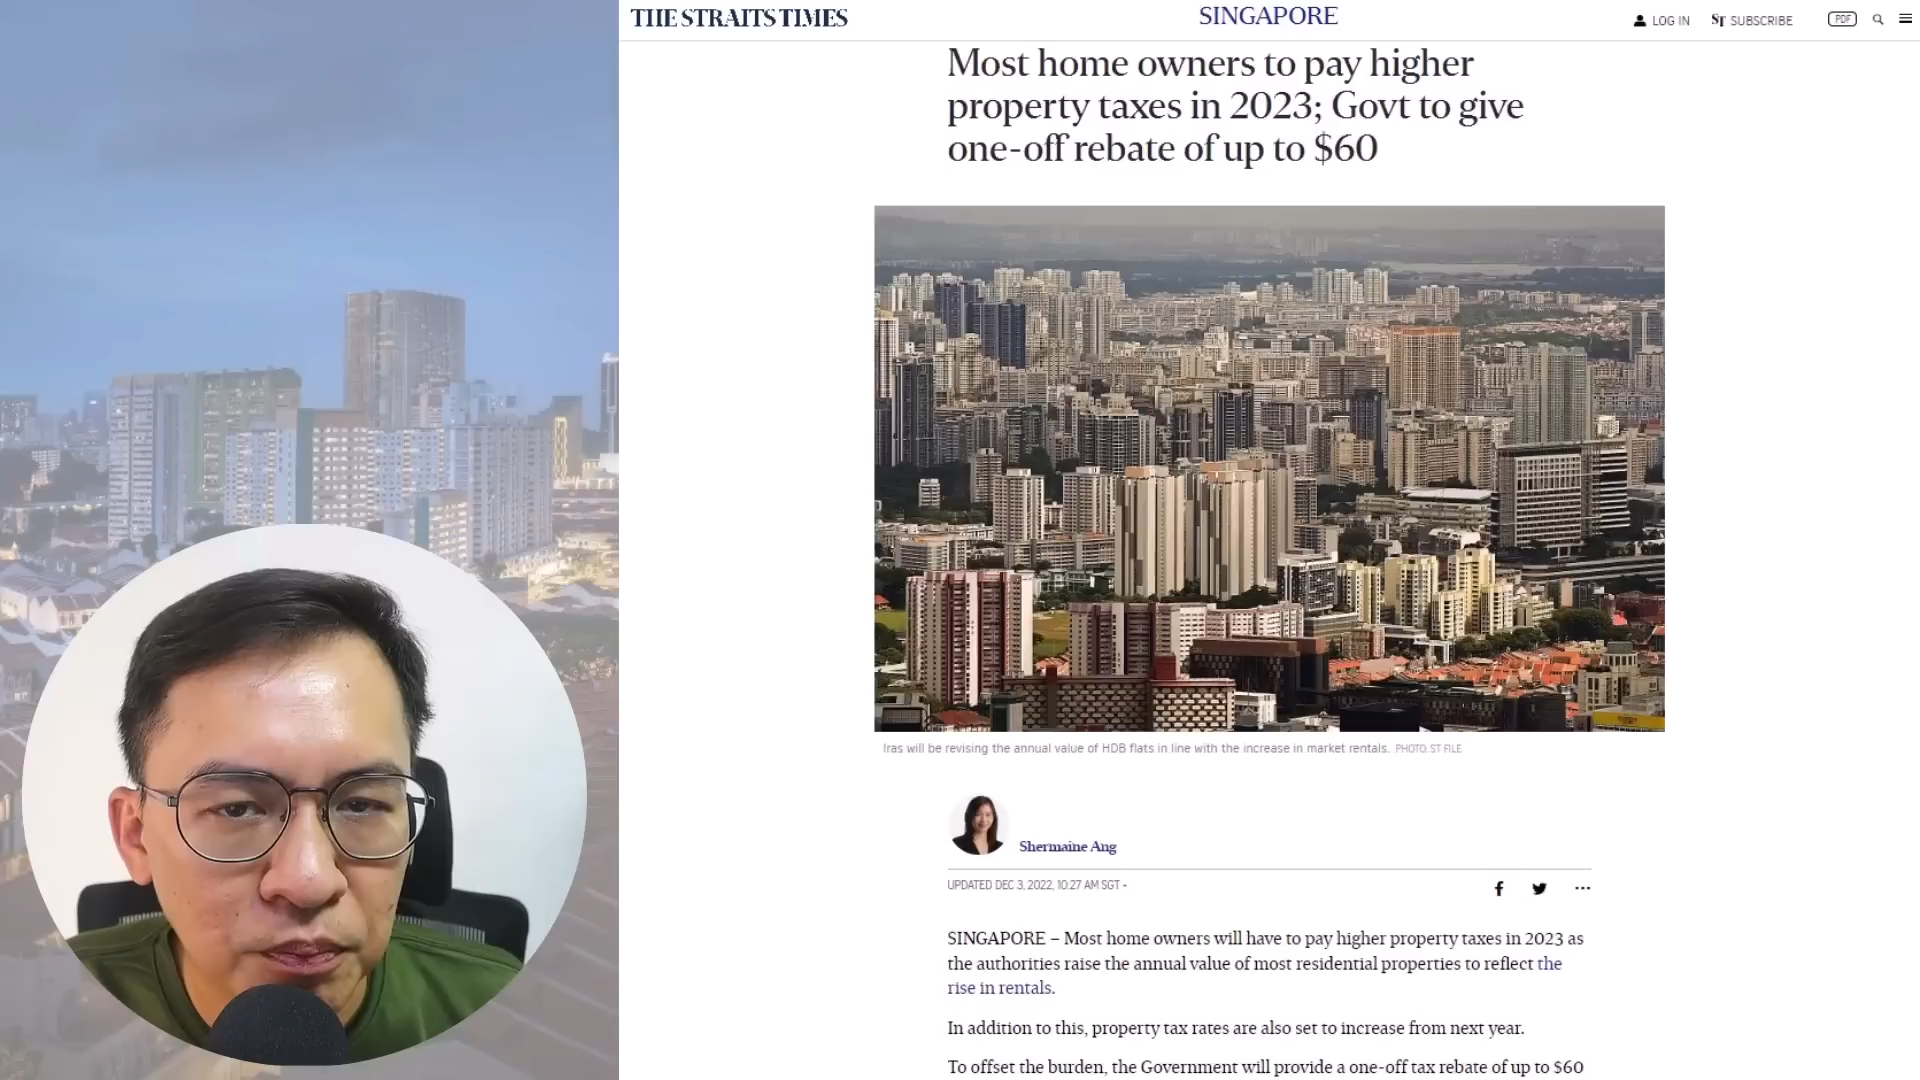 THE STRAITS TIMES
SINGAPORE
LOG IN
ST SUBSCRIBE
PDF
Most home owners to pay higher
property taxes in 2023; Govt to give
one-off rebate of up to $60
Iras will be revising the annual value of HDB flats in line with the increase in market rentals. PHOTO: ST FILE
Shermaine Ang
UPDATED DEC 3, 2022, 10:27 AM SGT
SINGAPORE – Most home owners will have to pay higher property taxes in 2023 as
the authorities raise the annual value of most residential properties to reflect the
rise in rentals.
In addition to this, property tax rates are also set to increase from next year.
To offset the burden, the Government will provide a one-off tax rebate of up to $60